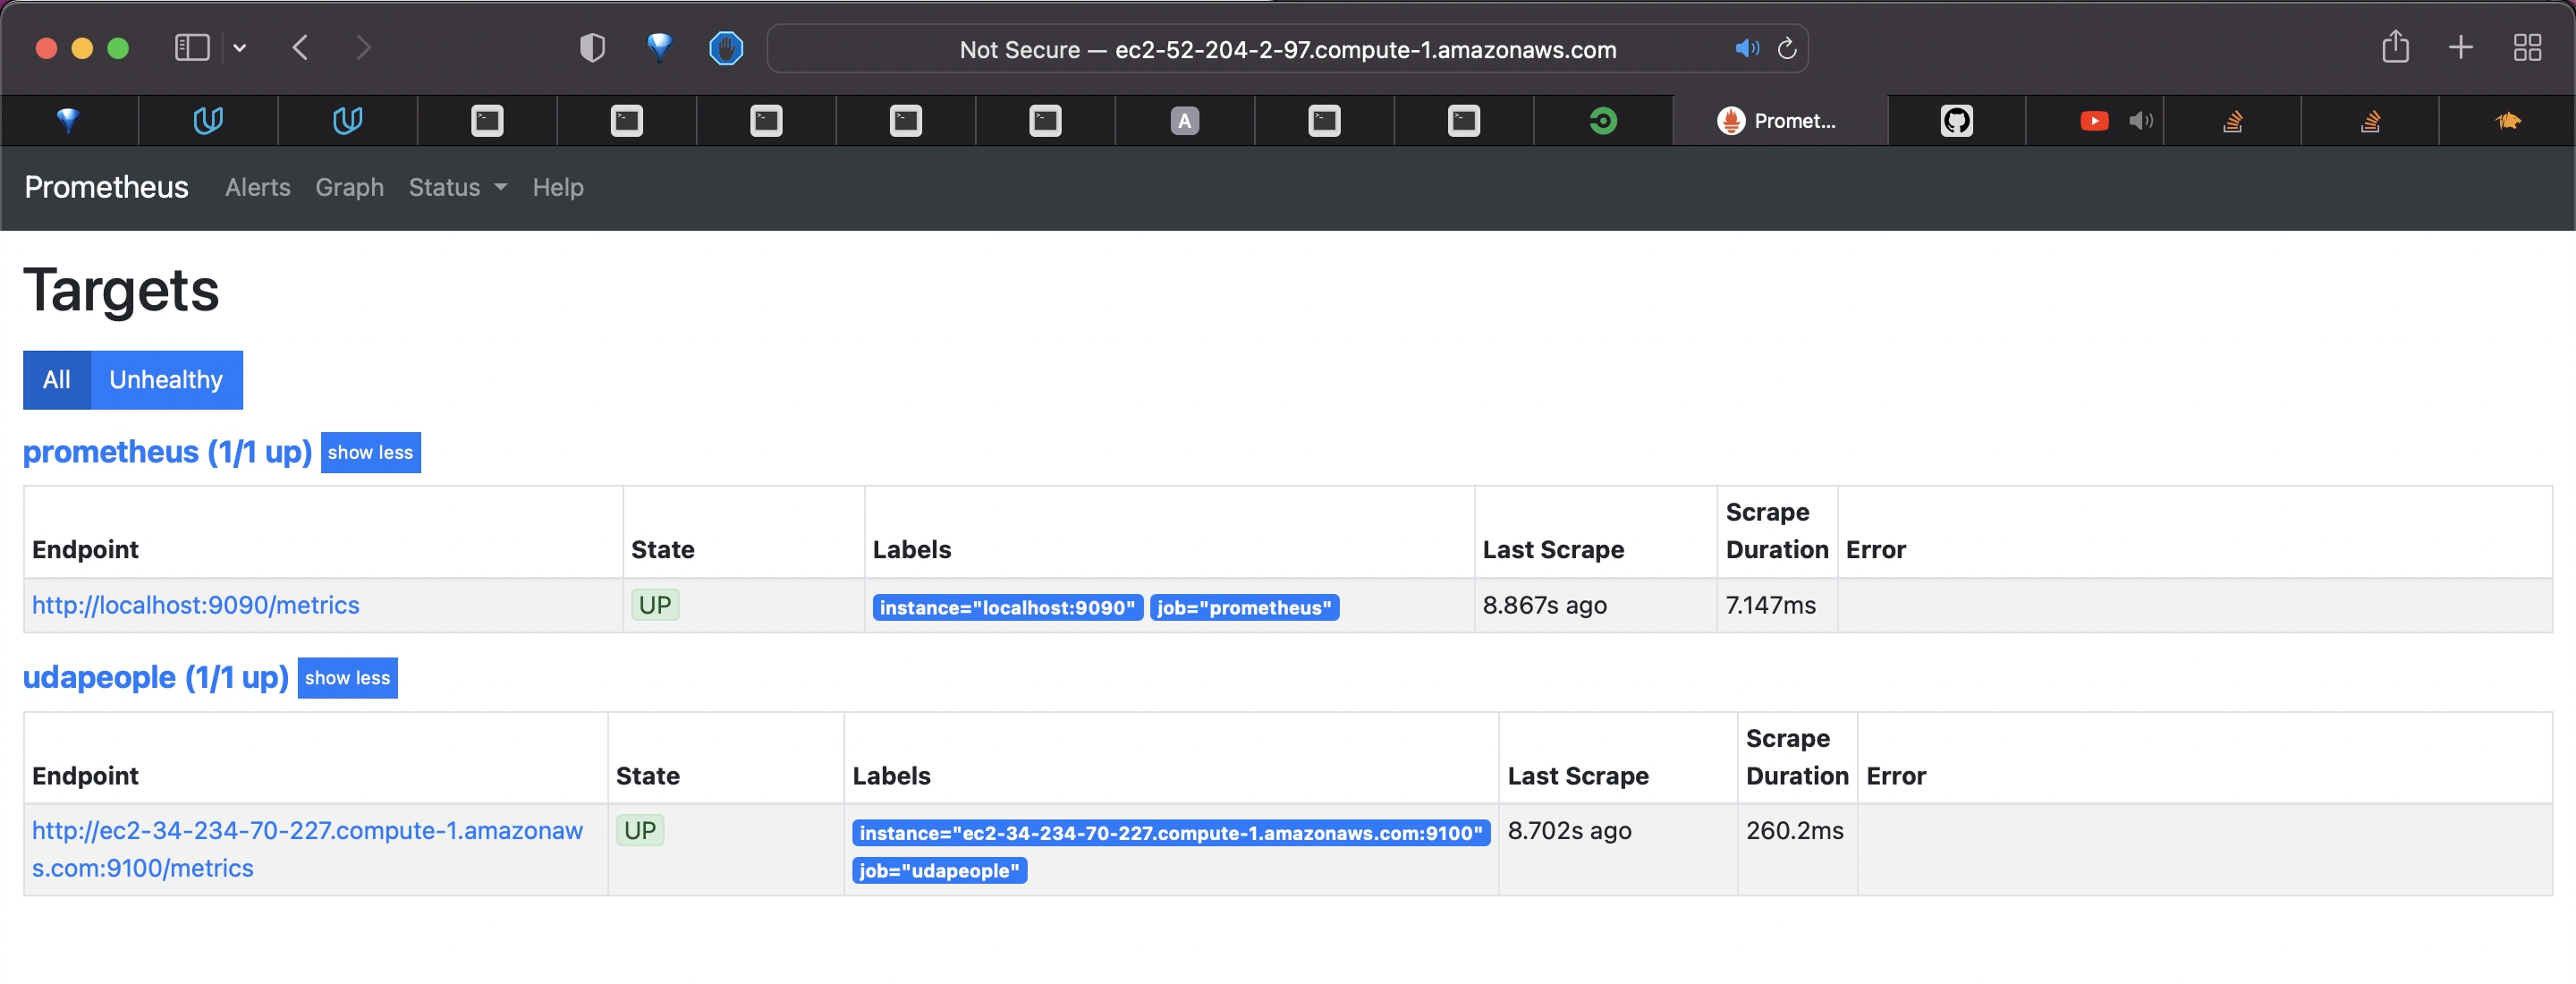 Not Secure — ec2-52-204-2-97.compute-1.amazonaws.com
A
Promet...
Prometheus Alerts Graph Status Help
Targets
All Unhealthy
prometheus (1/1 up) show less
Endpoint State Labels Last Scrape Scrape Duration Error
http://localhost:9090/metrics UP instance="localhost:9090" job="prometheus" 8.867s ago 7.147ms
udapeople (1/1 up) show less
Endpoint State Labels Last Scrape Scrape Duration Error
http://ec2-34-234-70-227.compute-1.amazonaw UP instance="ec2-34-234-70-227.compute-1.amazonaws.com:9100" 8.702s ago 260.2ms
s.com:9100/metrics job="udapeople"